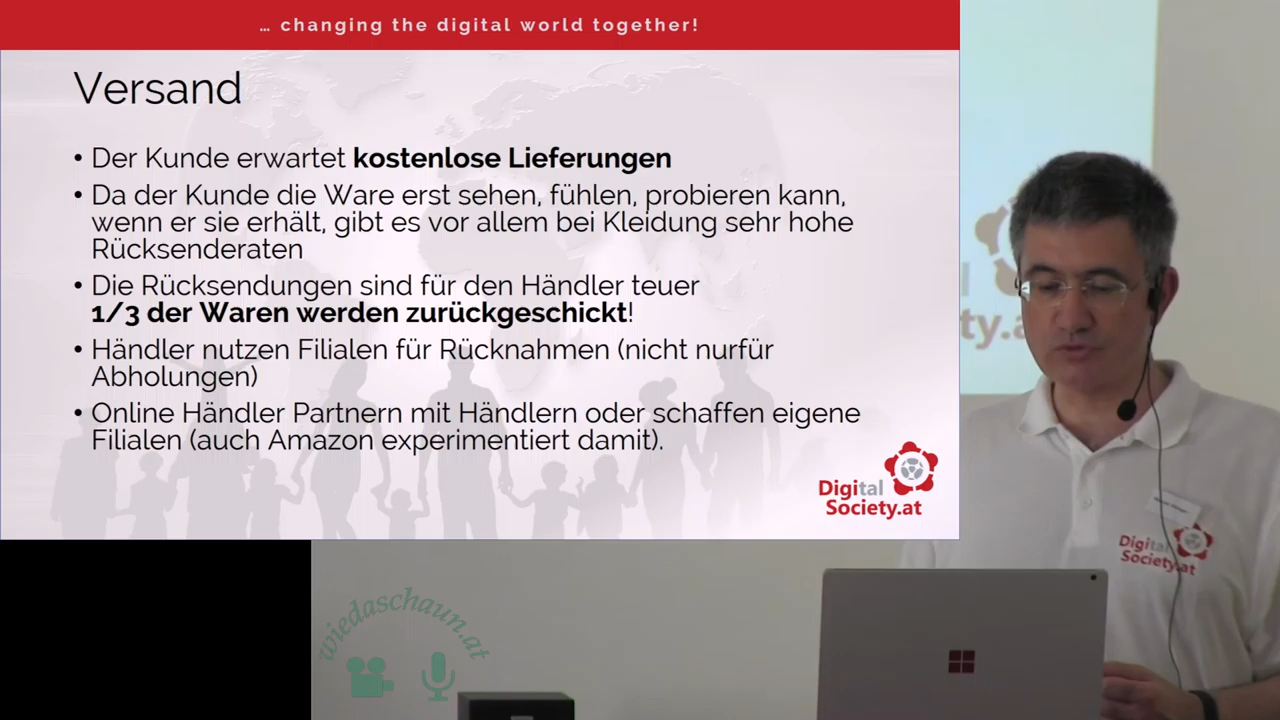 … changing the digital world together!
Versand
• Der Kunde erwartet kostenlose Lieferungen
• Da der Kunde die Ware erst sehen, fühlen, probieren kann,
wenn er sie erhält, gibt es vor allem bei Kleidung sehr hohe
Rücksenderaten
• Die Rücksendungen sind für den Händler teuer
1/3 der Waren werden zurückgeschickt!
• Händler nutzen Filialen für Rücknahmen (nicht nurfür
Abholungen)
• Online Händler Partnern mit Händlern oder schaffen eigene
Filialen (auch Amazon experimentiert damit).
Digital
Society.at
Digital
Society.at
wiedaschaun.at